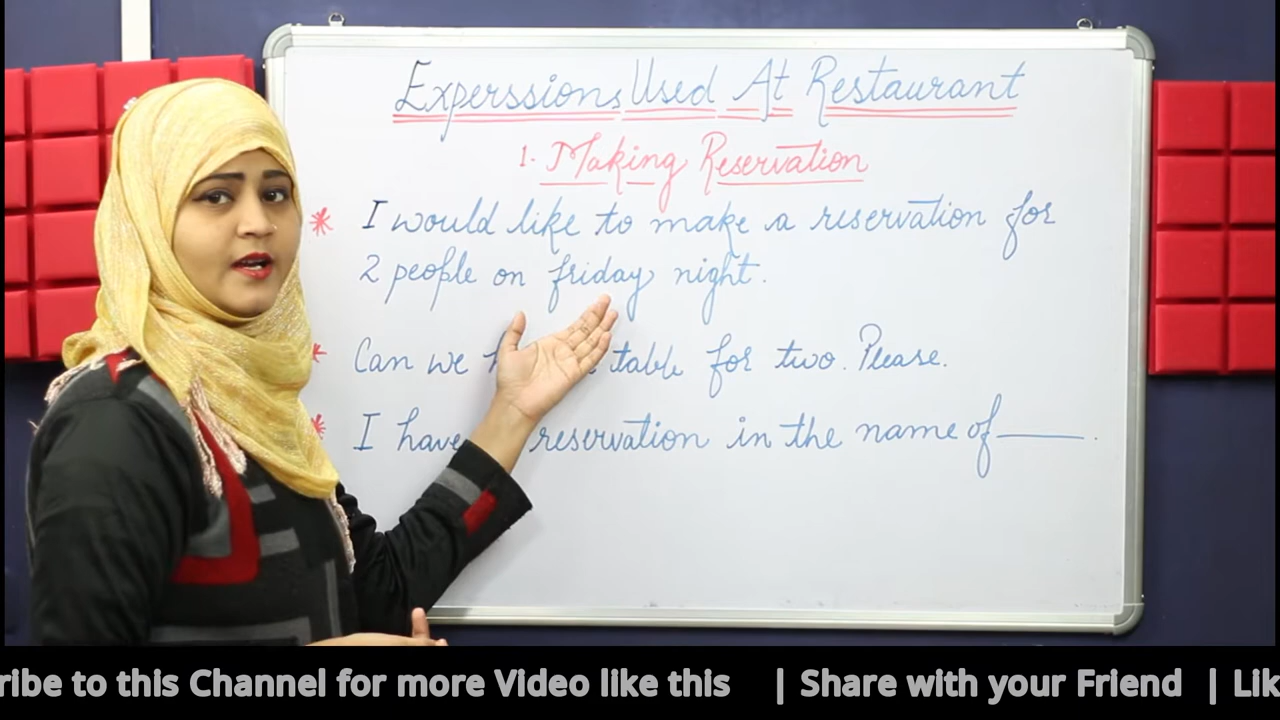 Experssions Used At Restaurant
1. Making Reservation
* I would like to make a reservation for
2 people on friday night.
* Can we table for two. Please.
* I have reservation in the name of ______.
ribe to this Channel for more Video like this | Share with your Friend | Lik